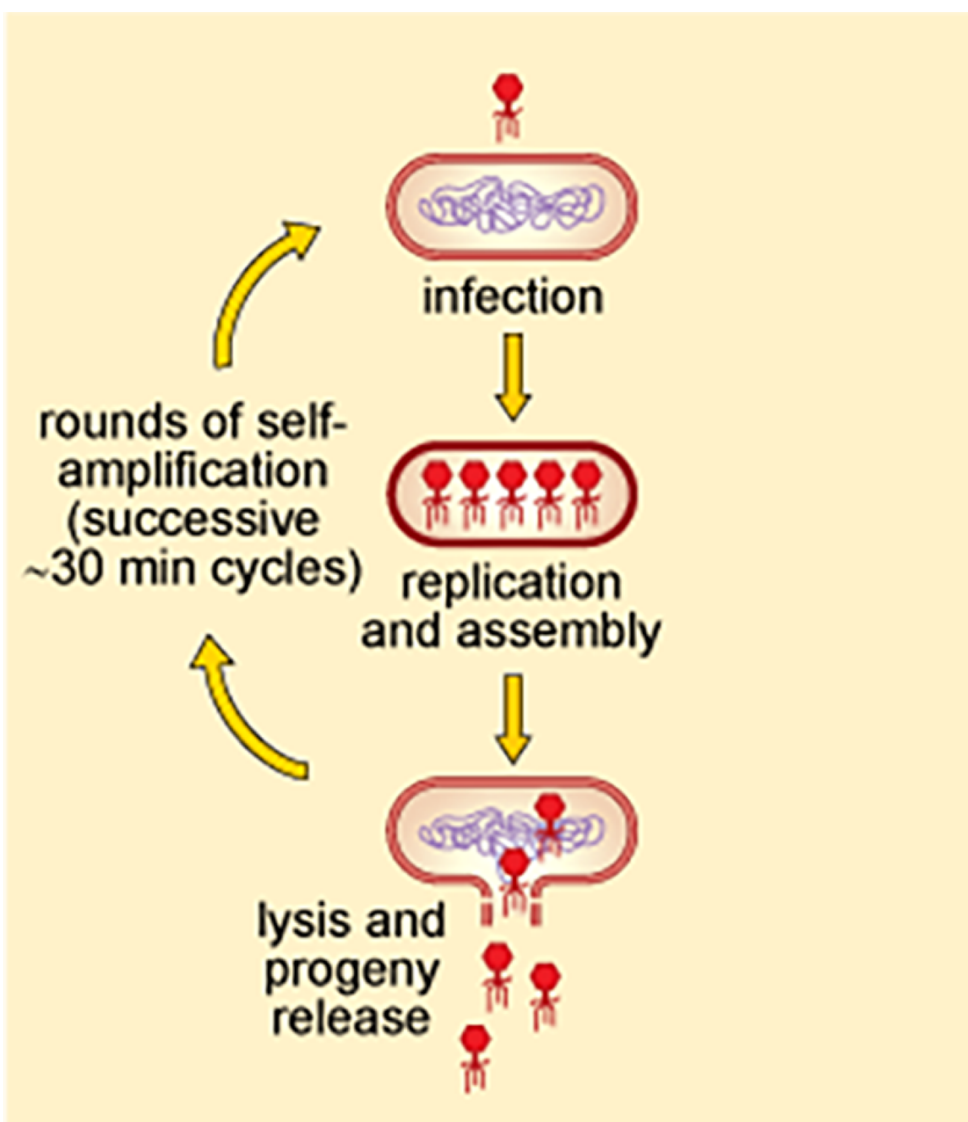 infection
rounds of self-
amplification
(successive
~30 min cycles)
replication
and assembly
lysis and
progeny
release